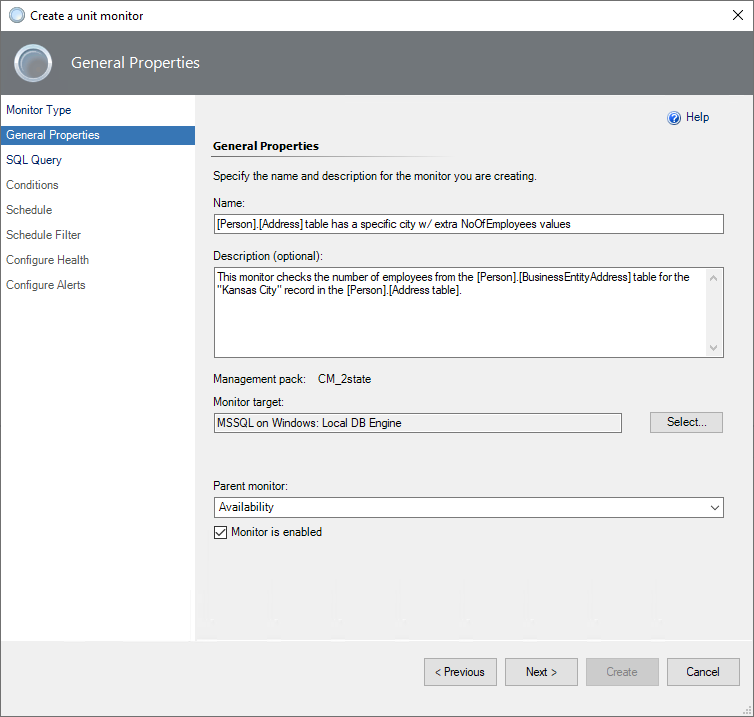 Create a unit monitor
General Properties
Monitor Type
General Properties
SQL Query
Conditions
Schedule
Schedule Filter
Configure Health
Configure Alerts
Help
General Properties
Specify the name and description for the monitor you are creating.
Name:
[Person].[Address] table has a specific city w/ extra NoOfEmployees values
Description (optional):
This monitor checks the number of employees from the [Person].[BusinessEntityAddress] table for the
"Kansas City" record in the [Person].[Address table].
Management pack: CM_2state
Monitor target:
MSSQL on Windows: Local DB Engine
Select...
Parent monitor:
Availability
Monitor is enabled
< Previous
Next >
Create
Cancel